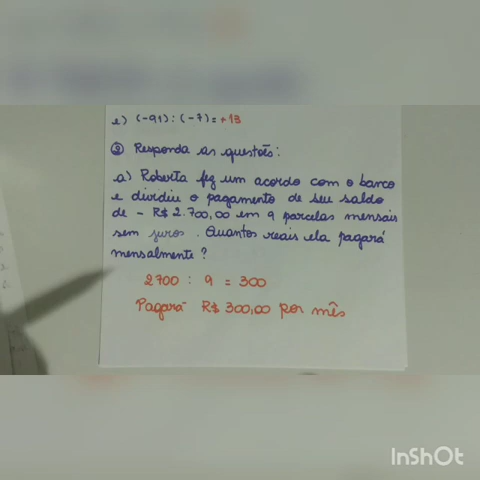 e) (-91) : (-7) = +13
② Responda as questões:
a) Roberta fez um acordo com o banco
e dividiu o pagamento de seu saldo
de - R$ 2.700,00 em 9 parcelas mensais
sem juros. Quantos reais ela pagará
mensalmente?
2700 : 9 = 300
Pagará R$ 300,00 por mês
InShOt